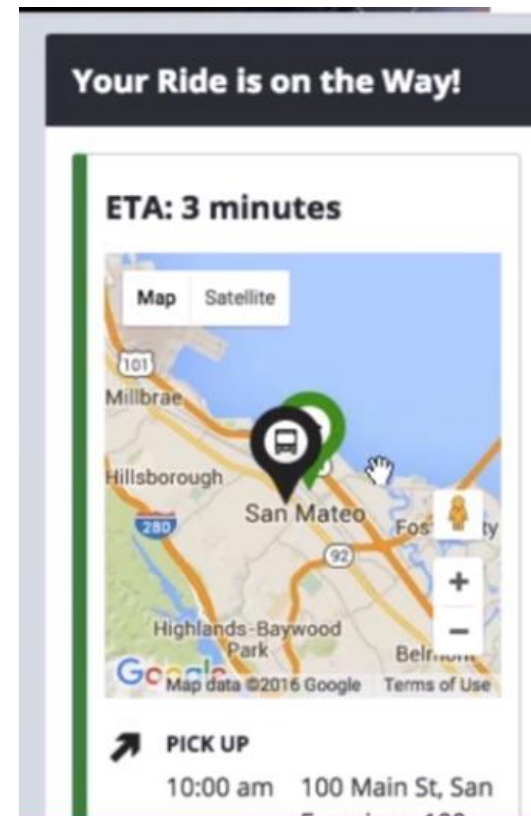 Your Ride is on the Way!
ETA: 3 minutes
Map Satellite
101
Millbrae
Hillsborough
San Mateo
280
92
Highlands-Baywood
Park
Google
Map data ©2016 Google Terms of Use
PICK UP
10:00 am 100 Main St, San